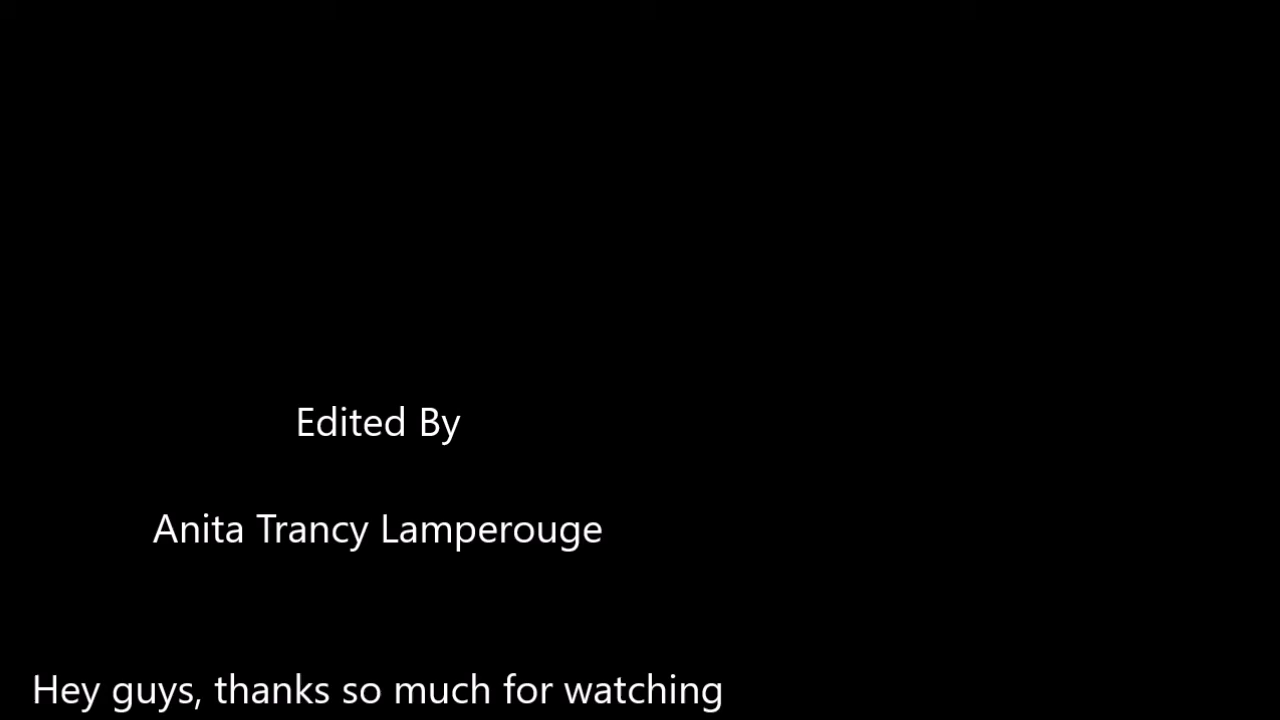 Edited By
Anita Trancy Lamperouge
Hey guys, thanks so much for watching